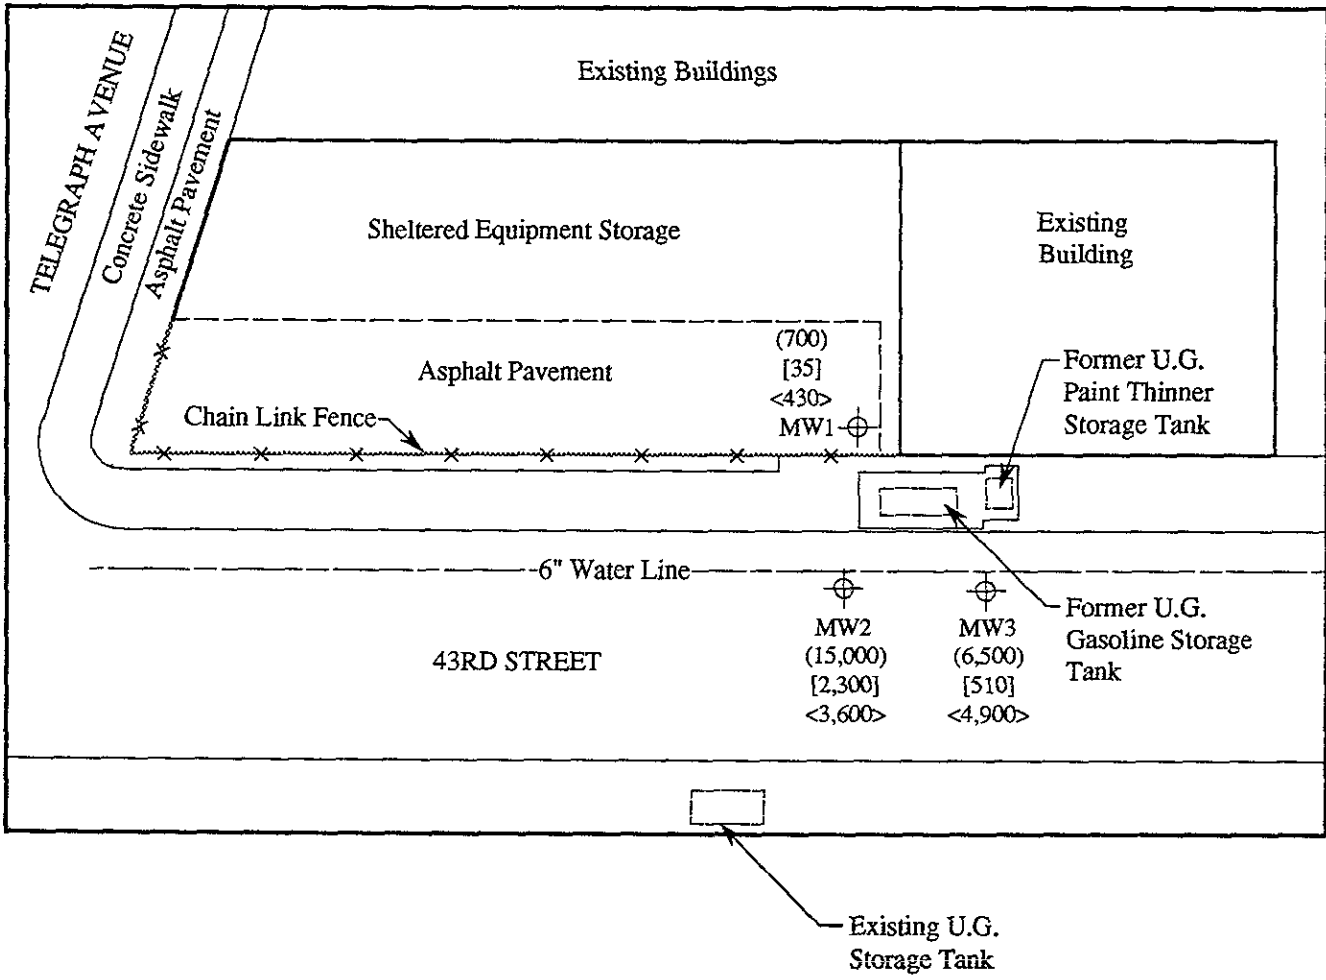 Existing Buildings
TELEGRAPH AVENUE
Concrete Sidewalk
Asphalt Pavement
Sheltered Equipment Storage
Existing
Building
(700)
[35]
<430>
MW1
Asphalt Pavement
Chain Link Fence
Former U.G.
Paint Thinner
Storage Tank
6" Water Line
MW2
(15,000)
[2,300]
<3,600>
MW3
(6,500)
[510]
<4,900>
Former U.G.
Gasoline Storage
Tank
43RD STREET
Existing U.G.
Storage Tank